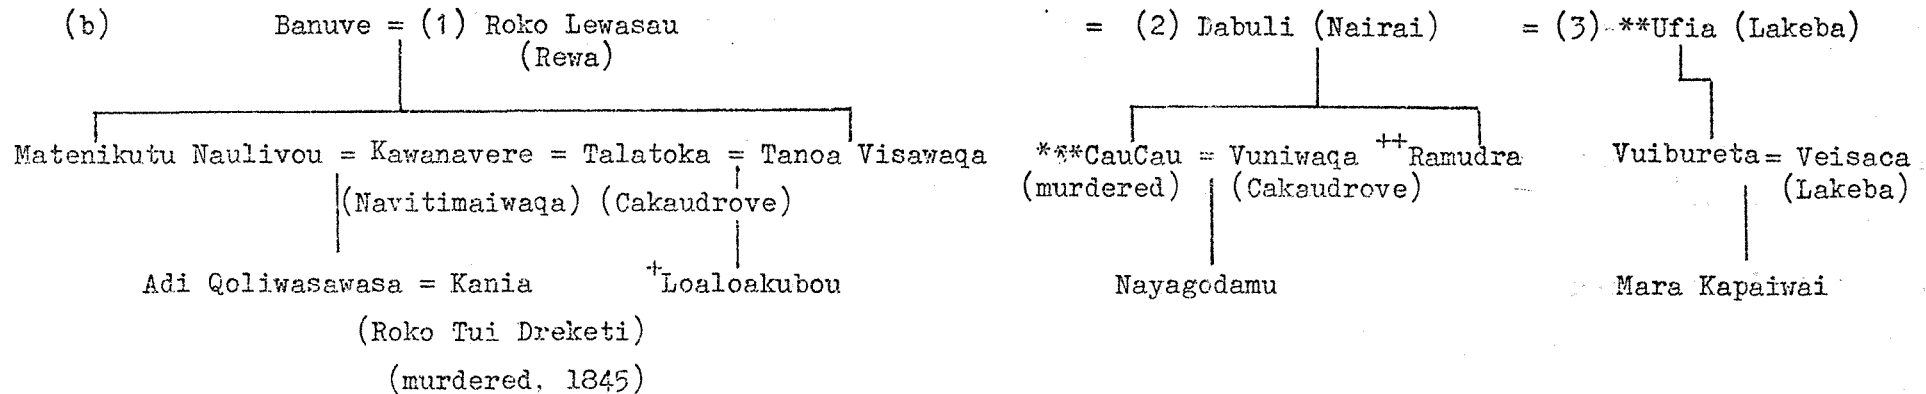 (b) Banuve = (1) Roko Lewasau = (2) Dabuli (Nairai) = (3) **Ufia (Lakeba)
(Rewa)
Matenikutu Naulivou = Kawanavere = Talatoka = Tanoa Visawaqa ***CauCau = Vuniwaqa ++Ramudra Vuibureta = Veisaca
(Navitimaiwaqa) (Cakaudrove) (murdered) (Cakaudrove) (Lakeba)
Adi Qoliwasawasa = Kania +Loaloakubou Nayagodamu Mara Kapaiwai
(Roko Tui Dreketi)
(murdered, 1845)